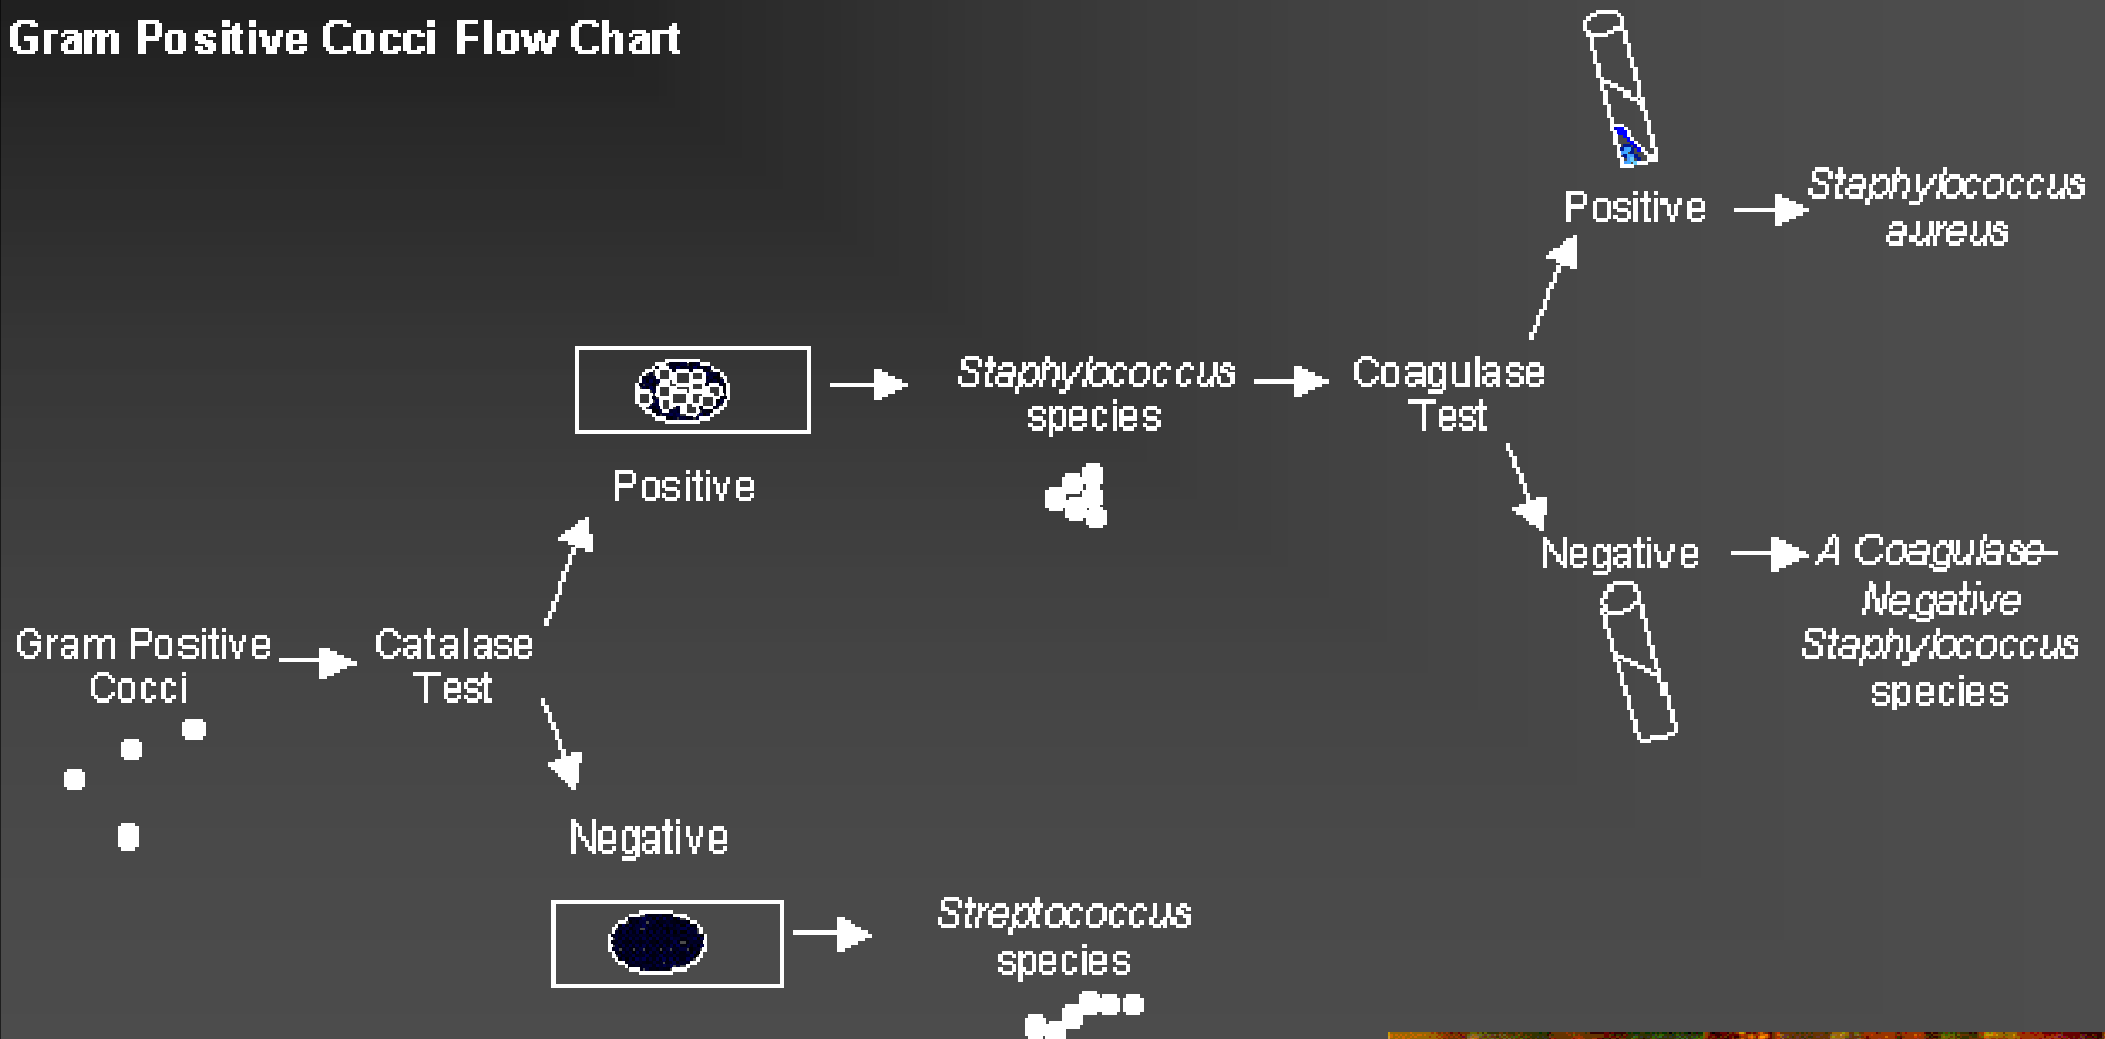 Gram Positive Cocci Flow Chart
Positive
Staphylococcus
aureus
Staphylococcus
species
Coagulase
Test
Positive
Negative
A Coagulase-
Negative
Staphylococcus
species
Gram Positive
Cocci
Catalase
Test
Negative
Streptococcus
species